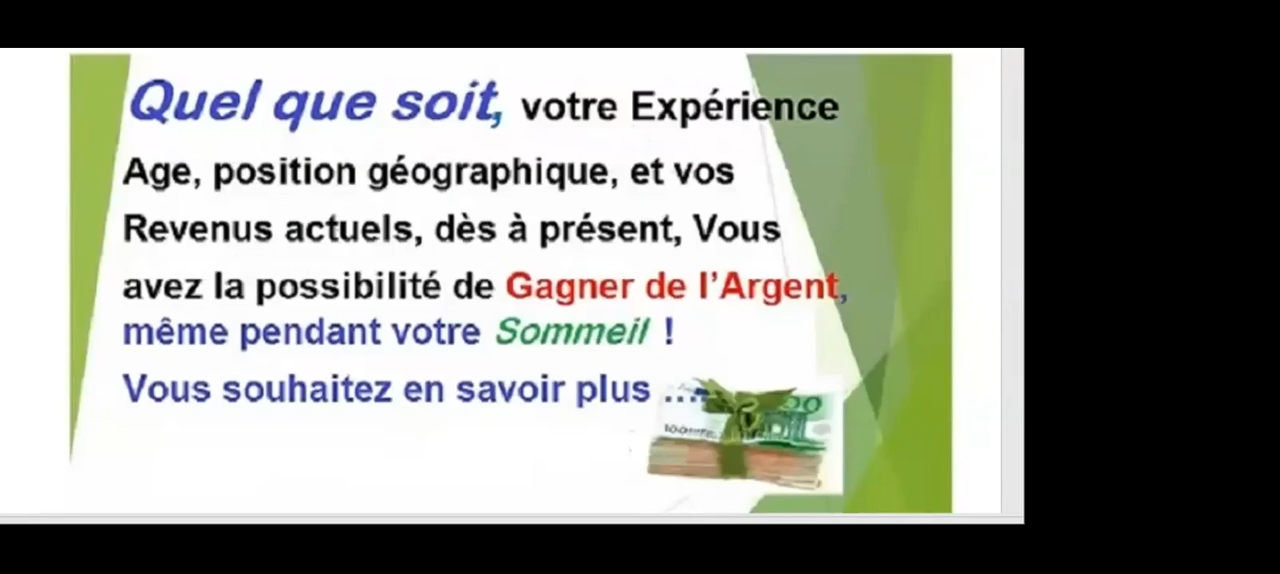 Quel que soit, votre Expérience
Age, position géographique, et vos
Revenus actuels, dès à présent, Vous
avez la possibilité de Gagner de l’Argent,
même pendant votre Sommeil !
Vous souhaitez en savoir plus ....